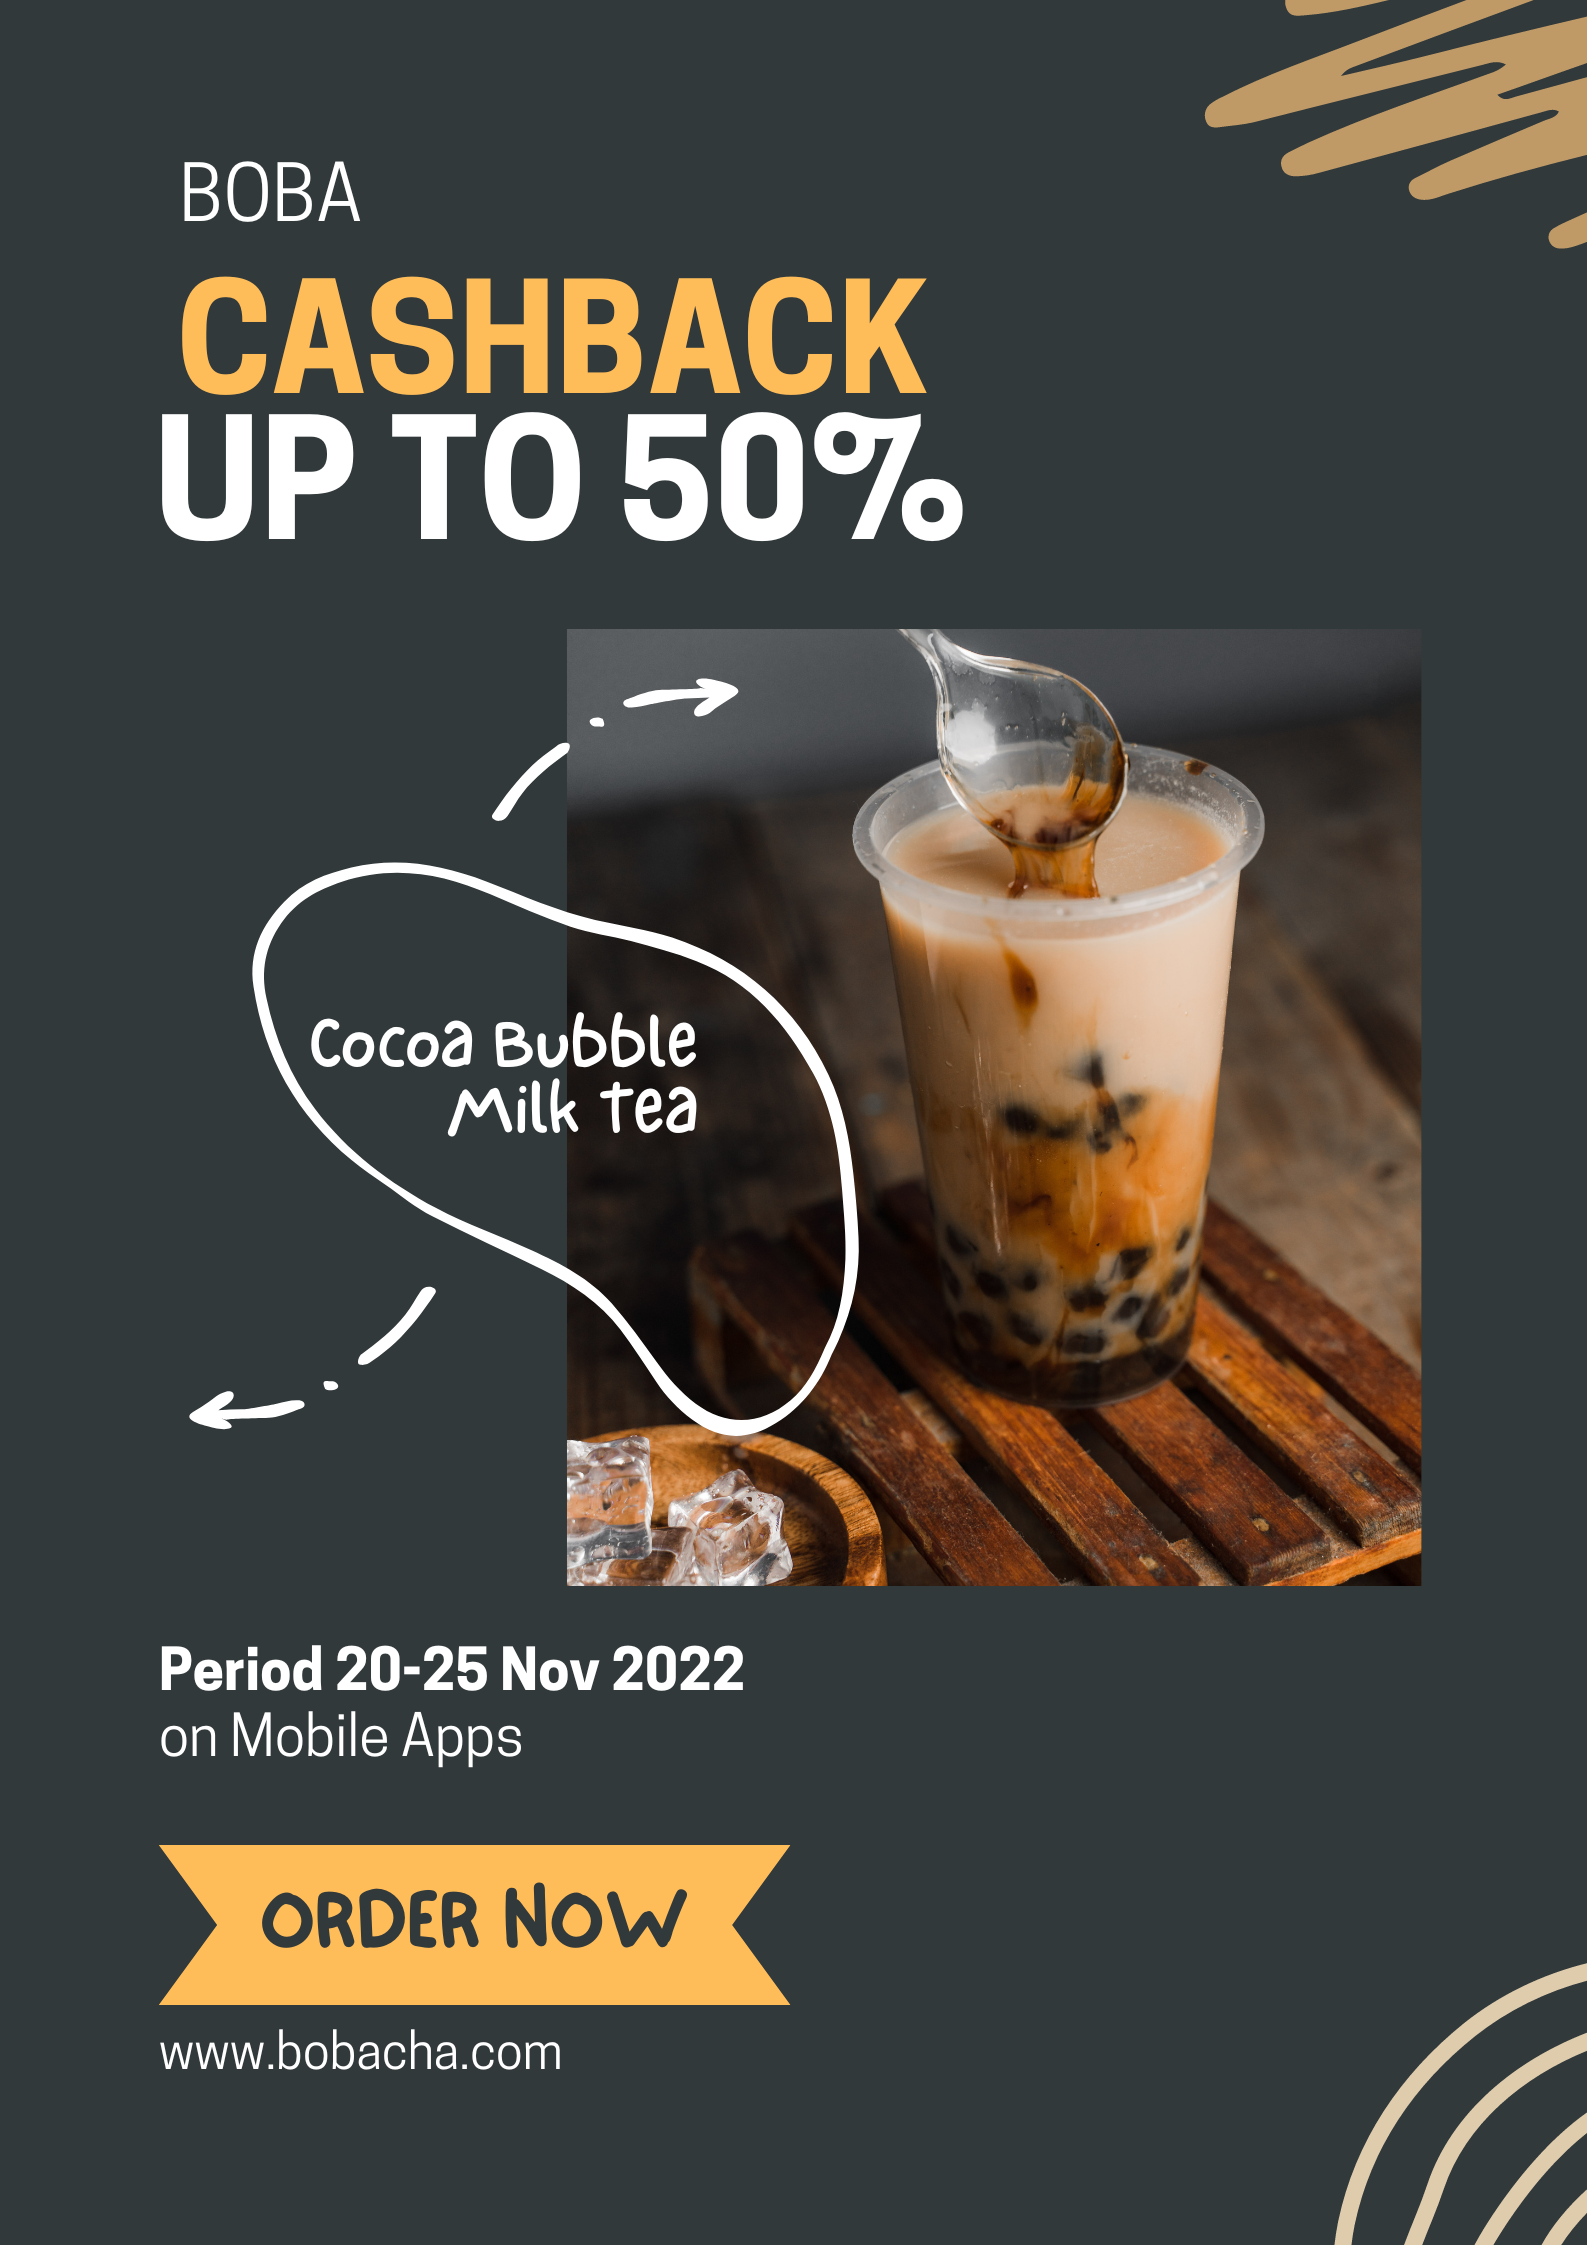 BOBA
CASHBACK
UP TO 50%
Cocoa Bubble
Milk Tea
Period 20-25 Nov 2022
on Mobile Apps
ORDER NOW
www.bobacha.com